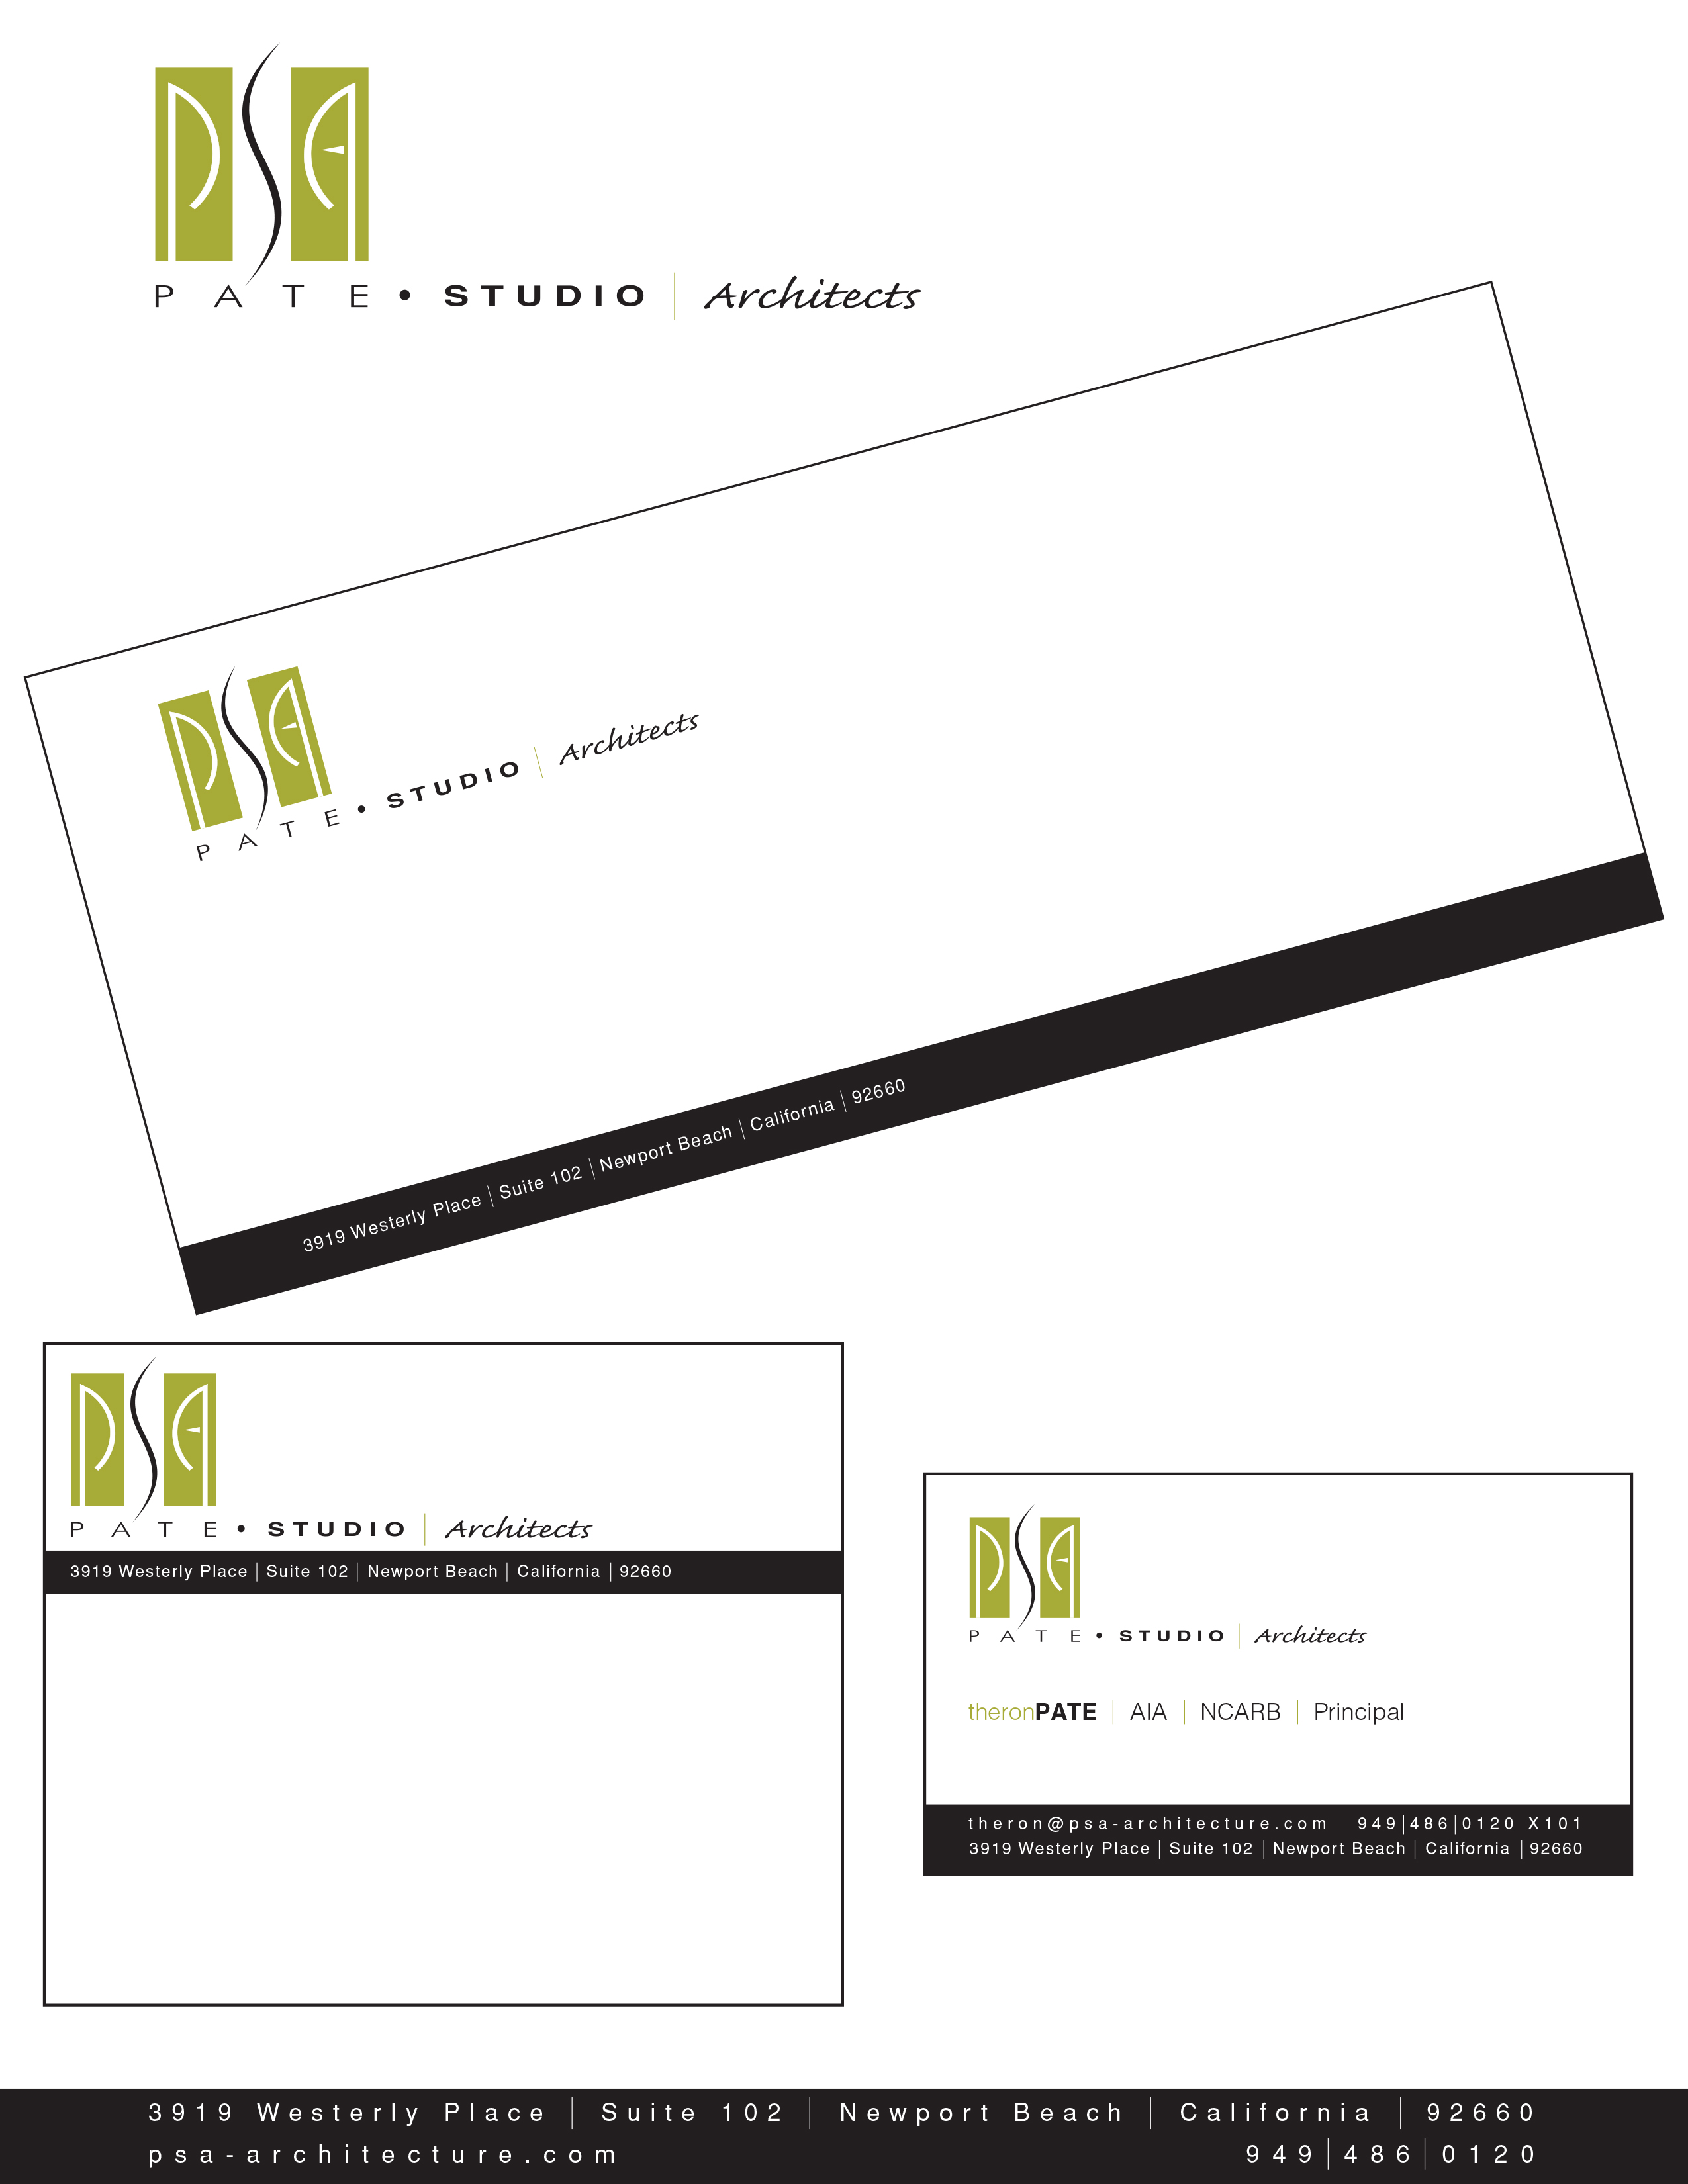 PSA
PATE • STUDIO | Architects
PSA
PATE • STUDIO | Architects
3919 Westerly Place | Suite 102 | Newport Beach | California | 92660
PSA
PATE • STUDIO | Architects
3919 Westerly Place | Suite 102 | Newport Beach | California | 92660
PSA
PATE • STUDIO | Architects
theronPATE | AIA | NCARB | Principal
theron@psa-architecture.com 949|486|0120 X101
3919 Westerly Place | Suite 102 | Newport Beach | California | 92660
3919 Westerly Place | Suite 102 | Newport Beach | California | 92660
psa-architecture.com 949|486|0120